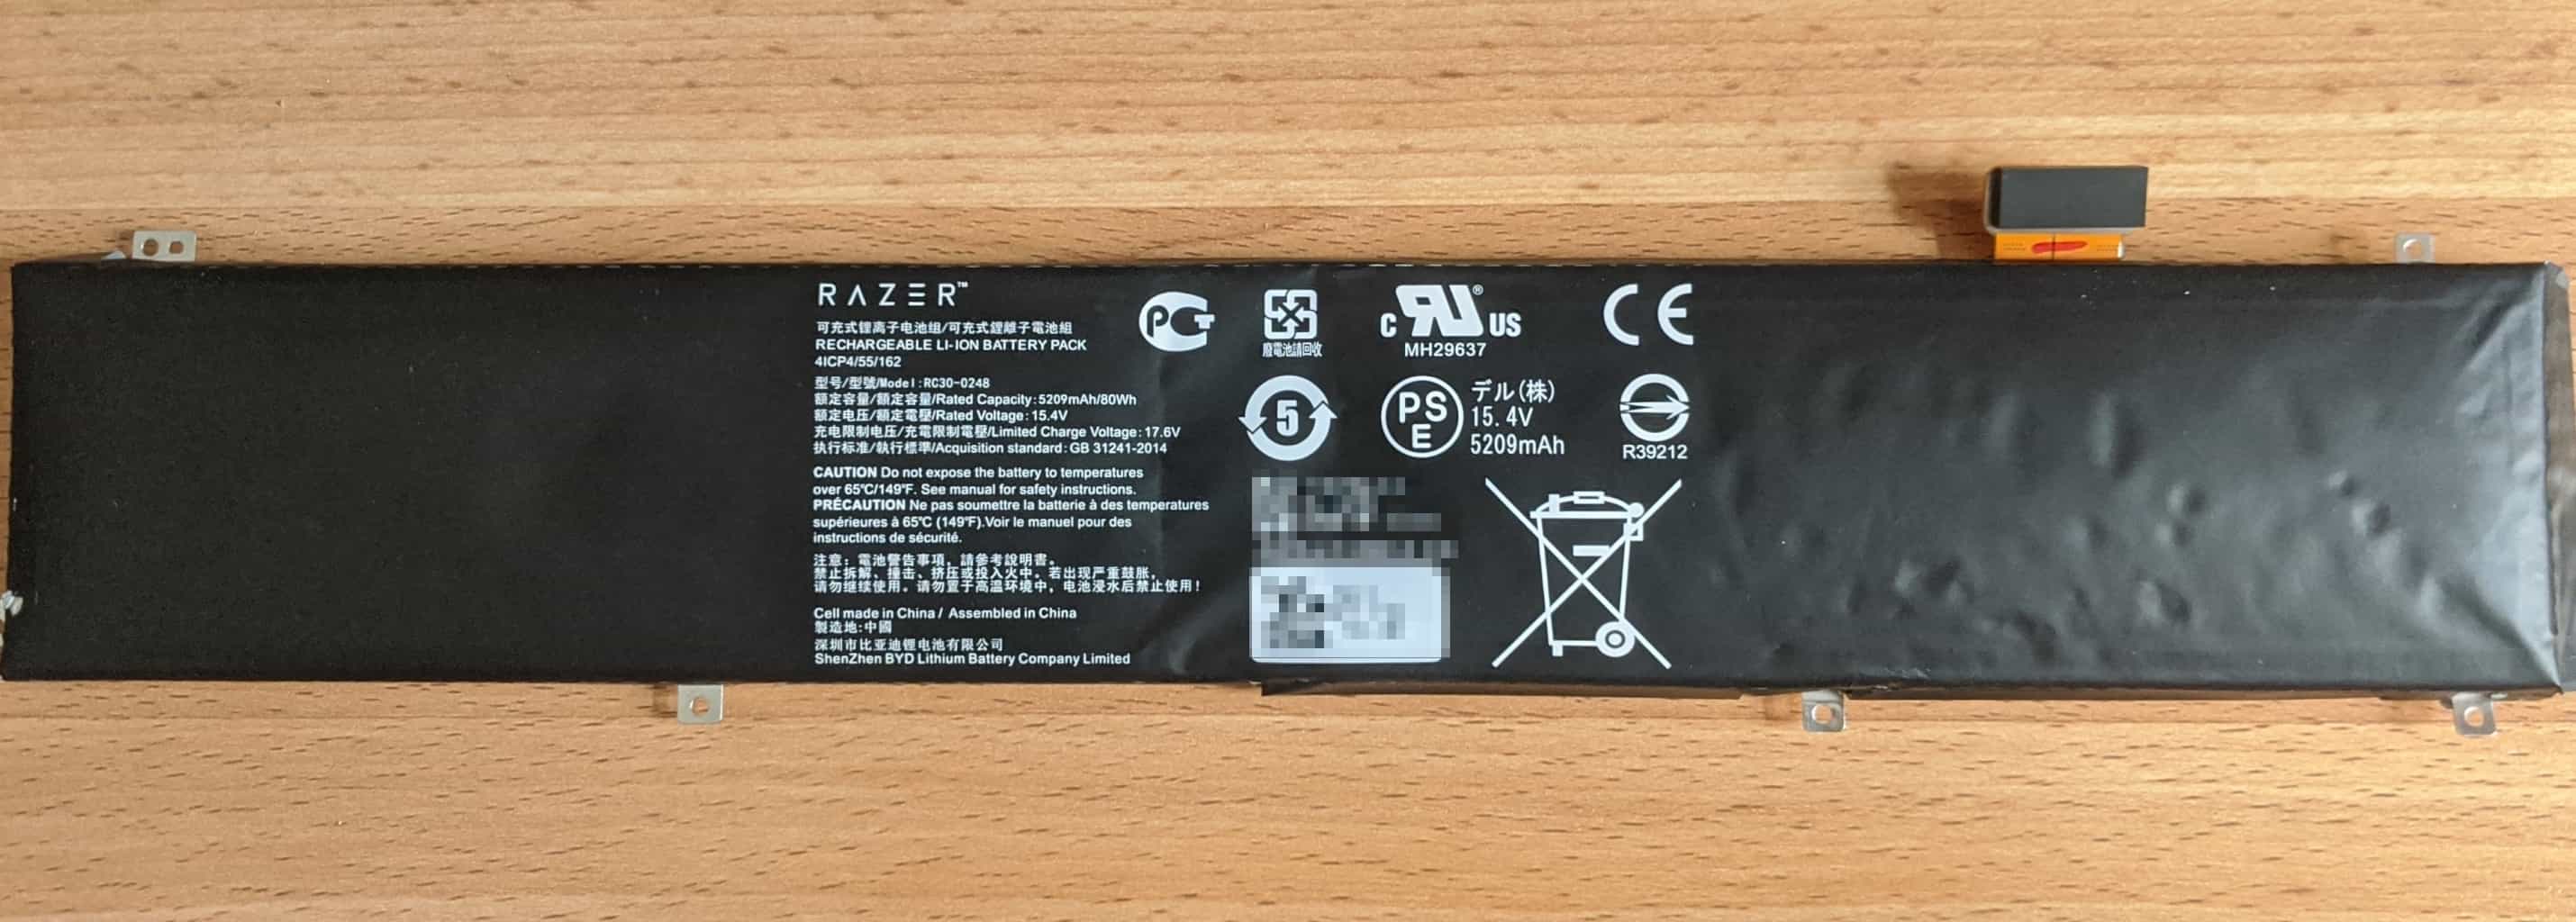 RAZER™
可充式锂离子电池组/可充式鋰離子電池組
RECHARGEABLE LI-ION BATTERY PACK
4ICP4/55/162
型号/型號/Model:RC30-0248
额定容量/額定容量/Rated Capacity:5209mAh/80Wh
额定电压/額定電壓/Rated Voltage:15.4V
充电限制电压/充電限制電壓/Limited Charge Voltage:17.6V
执行标准/執行標準/Acquisition standard:GB 31241-2014
CAUTION Do not expose the battery to temperatures
over 65℃/149℉. See manual for safety instructions.
PRÉCAUTION Ne pas soumettre la batterie à des temperatures
supérieures à 65℃ (149℉).Voir le manuel pour des
instructions de sécurité.
注意：電池警告事項，請參考說明書。
禁止拆解、撞击、挤压或投入火中。若出现严重鼓胀，
请勿继续使用。请勿置于高温环境中，电池浸水后禁止使用！
Cell made in China / Assembled in China
製造地:中國
深圳市比亚迪锂电池有限公司
ShenZhen BYD Lithium Battery Company Limited
PCT
廢電池請回收
c RU® US
MH29637
CE
5
PSE
デル(株)
15.4V
5209mAh
R39212